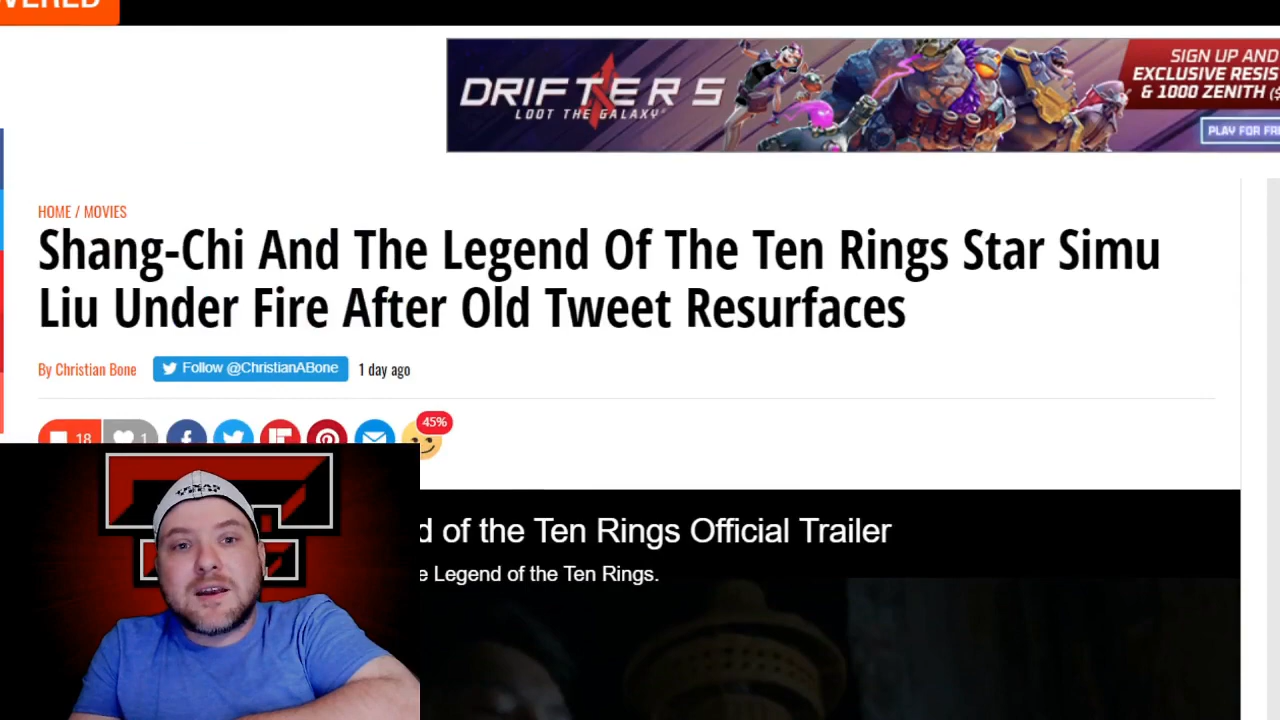 DRIFTERS
LOOT THE GALAXY
SIGN UP AND
EXCLUSIVE RESIS
& 1000 ZENITH ($
PLAY FOR FRE
HOME / MOVIES
Shang-Chi And The Legend Of The Ten Rings Star Simu
Liu Under Fire After Old Tweet Resurfaces
By Christian Bone Follow @ChristianABone 1 day ago
18 1 45%
d of the Ten Rings Official Trailer
e Legend of the Ten Rings.